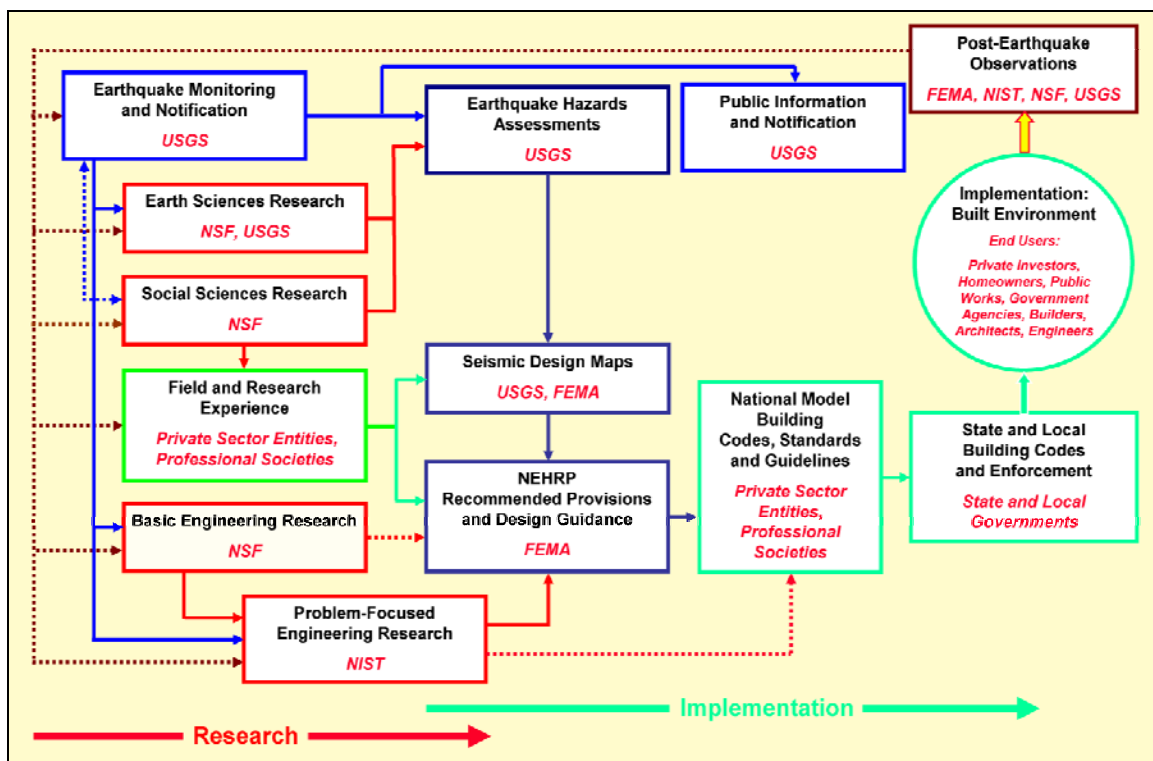 Post-Earthquake
Observations
FEMA, NIST, NSF, USGS
Earthquake Monitoring
and Notification
USGS
Earthquake Hazards
Assessments
USGS
Public Information
and Notification
USGS
Earth Sciences Research
NSF, USGS
Social Sciences Research
NSF
Field and Research
Experience
Private Sector Entities,
Professional Societies
Basic Engineering Research
NSF
Problem-Focused
Engineering Research
NIST
Seismic Design Maps
USGS, FEMA
NEHRP
Recommended Provisions
and Design Guidance
FEMA
National Model
Building
Codes, Standards
and Guidelines
Private Sector
Entities,
Professional
Societies
State and Local
Building Codes
and Enforcement
State and Local
Governments
Implementation:
Built Environment
End Users:
Private Investors,
Homeowners, Public
Works, Government
Agencies, Builders,
Architects, Engineers
Implementation
Research